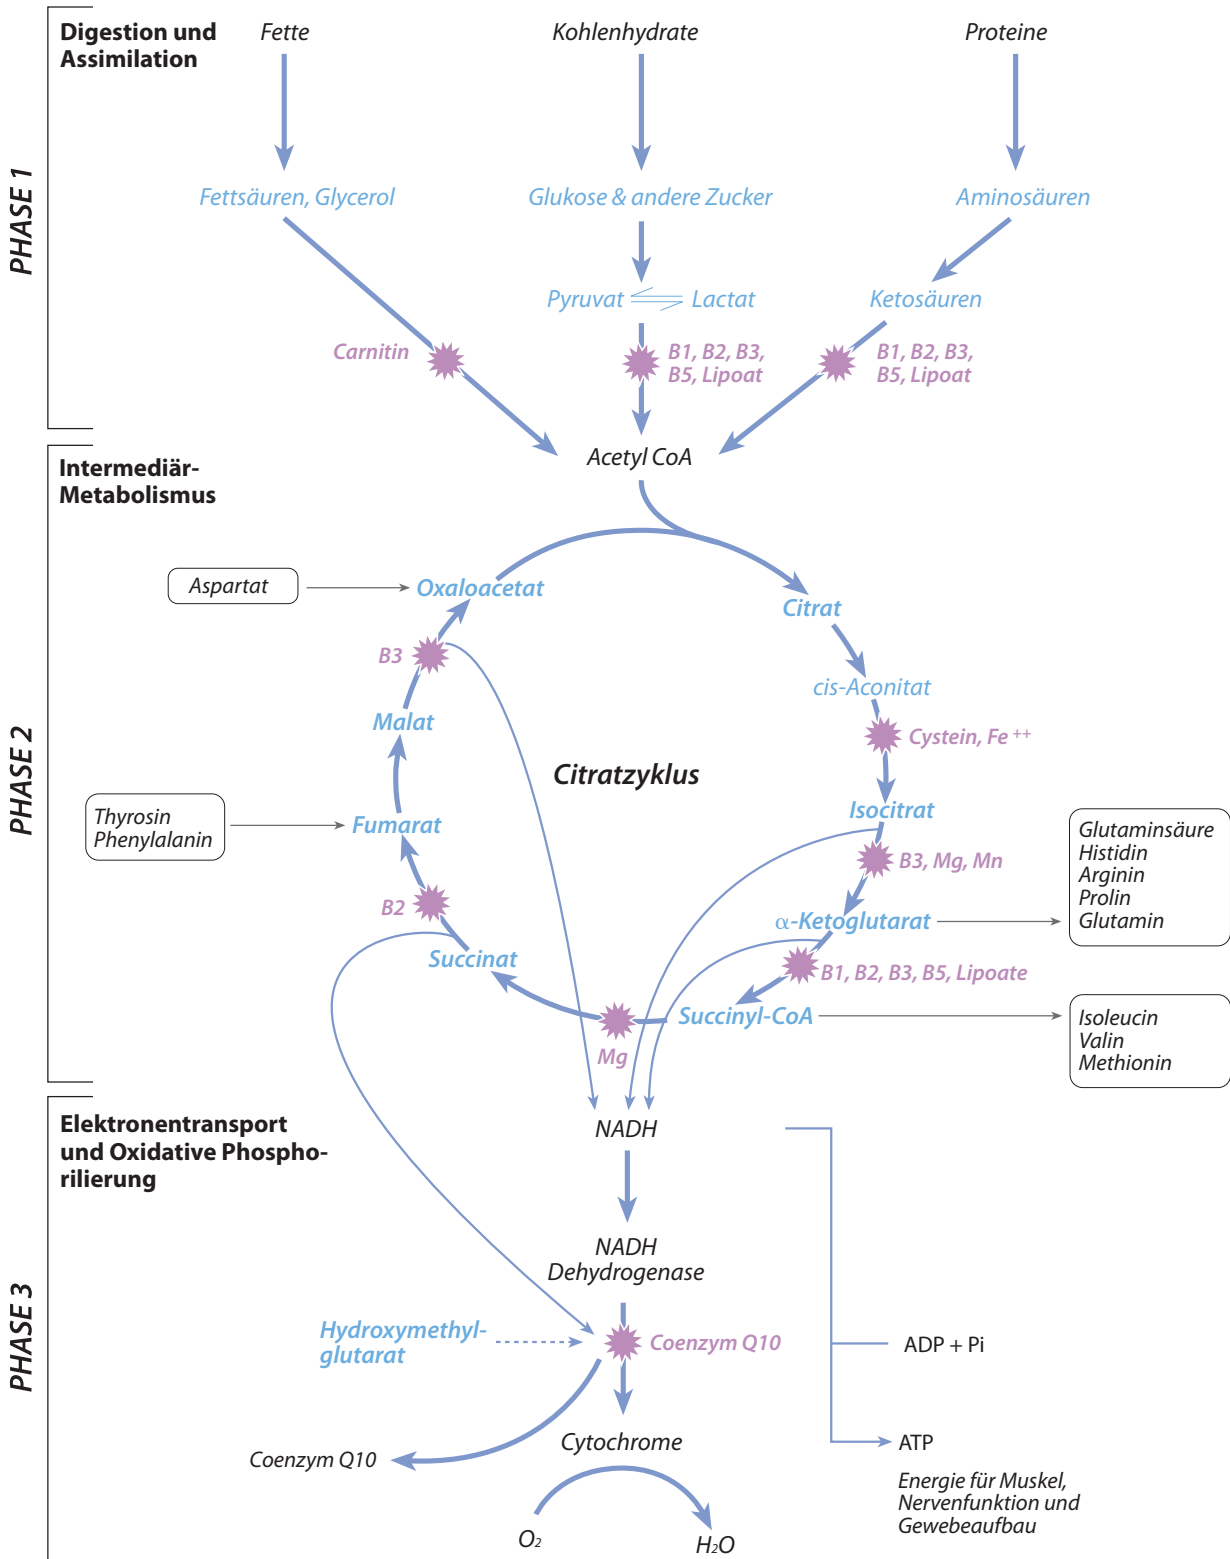 PHASE 1
Digestion und
Assimilation
Fette
Kohlenhydrate
Proteine
Fettsäuren, Glycerol
Glukose & andere Zucker
Aminosäuren
Pyruvat
Lactat
Ketosäuren
Carnitin
B1, B2, B3,
B5, Lipoat
B1, B2, B3,
B5, Lipoat
Acetyl CoA
PHASE 2
Intermediär-
Metabolismus
Aspartat
Oxaloacetat
Citrat
B3
cis-Aconitat
Malat
Cystein, Fe ++
Citratzyklus
Isocitrat
Thyrosin
Phenylalanin
Fumarat
B3, Mg, Mn
Glutaminsäure
Histidin
Arginin
Prolin
Glutamin
B2
α-Ketoglutarat
Succinat
B1, B2, B3, B5, Lipoate
Succinyl-CoA
Isoleucin
Valin
Methionin
Mg
PHASE 3
Elektronentransport
und Oxidative Phospho-
rilierung
NADH
NADH
Dehydrogenase
Hydroxymethyl-
glutarat
Coenzym Q10
ADP + Pi
Cytochrome
Coenzym Q10
ATP
Energie für Muskel,
Nervenfunktion und
Gewebeaufbau
O2
H2O